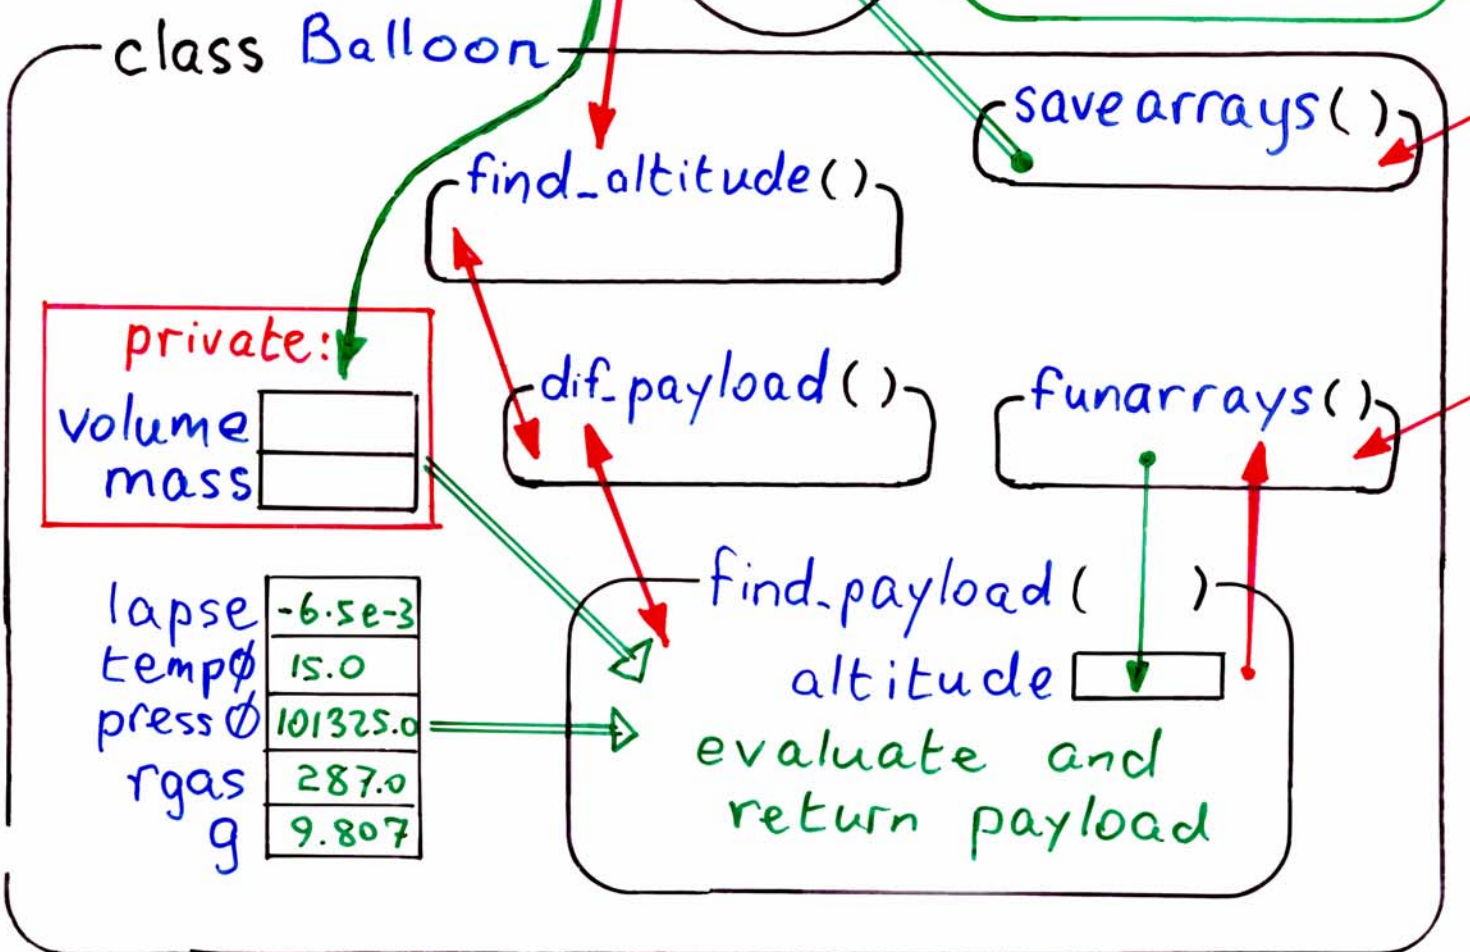 class Balloon
savearrays()
find_altitude()
private:
volume
mass
dif_payload()
funarrays()
lapse -6.5e-3
tempØ 15.0
pressØ 101325.0
rgas 287.0
g 9.807
find_payload( )
altitude
evaluate and
return payload